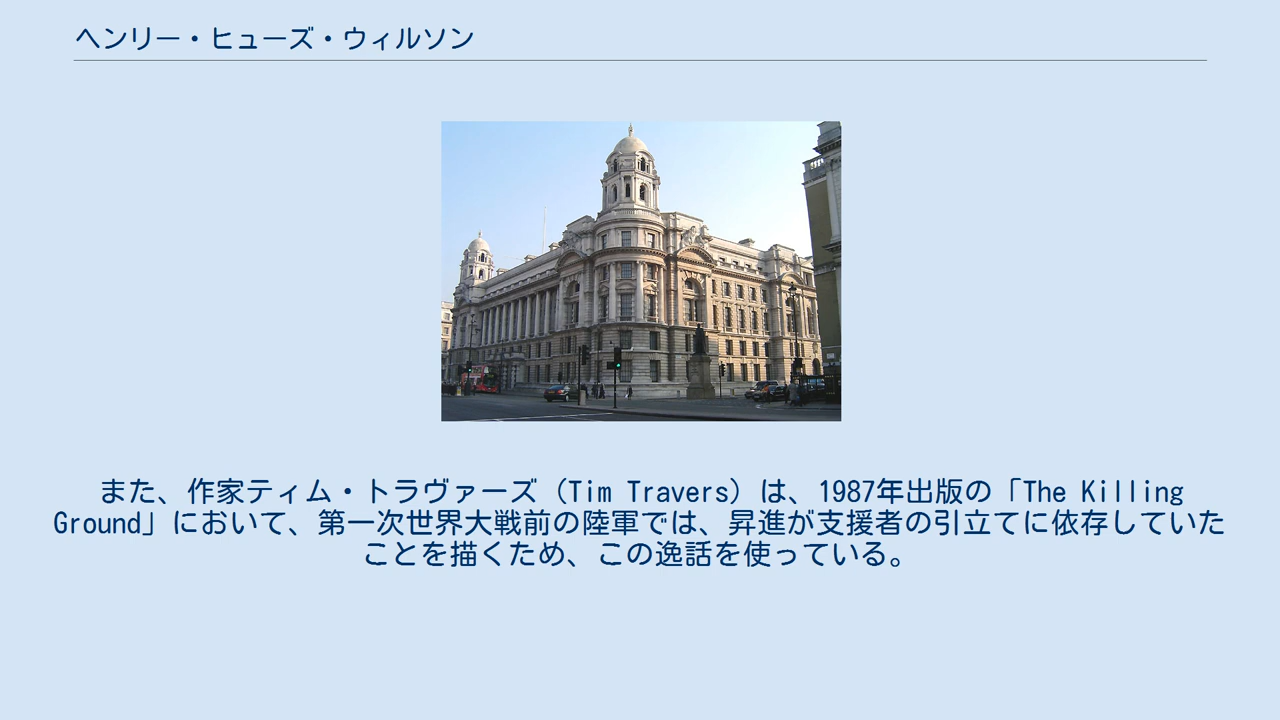 ヘンリー・ヒューズ・ウィルソン
また、作家ティム・トラヴァーズ（Tim Travers）は、1987年出版の「The Killing
Ground」において、第一次世界大戦前の陸軍では、昇進が支援者の引立てに依存していた
ことを描くため、この逸話を使っている。